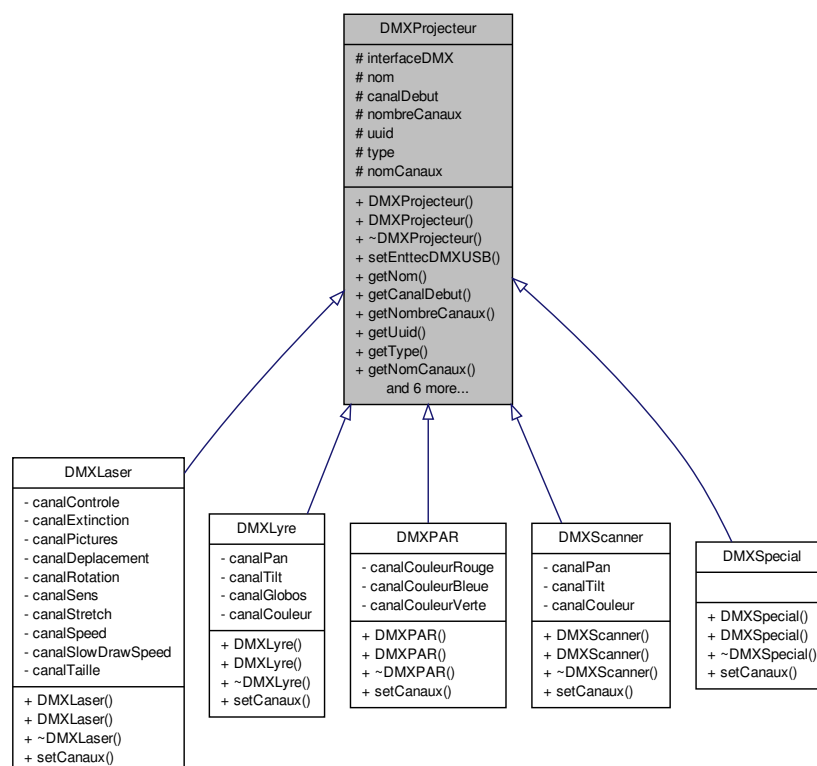 DMXProjecteur
# interfaceDMX
# nom
# canalDebut
# nombreCanaux
# uuid
# type
# nomCanaux
+ DMXProjecteur()
+ DMXProjecteur()
+ ~DMXProjecteur()
+ setEnttecDMXUSB()
+ getNom()
+ getCanalDebut()
+ getNombreCanaux()
+ getUuid()
+ getType()
+ getNomCanaux()
and 6 more...
DMXLaser
- canalControle
- canalExtinction
- canalPictures
- canalDeplacement
- canalRotation
- canalSens
- canalStretch
- canalSpeed
- canalSlowDrawSpeed
- canalTaille
+ DMXLaser()
+ DMXLaser()
+ ~DMXLaser()
+ setCanaux()
DMXLyre
- canalPan
- canalTilt
- canalGlobos
- canalCouleur
+ DMXLyre()
+ DMXLyre()
+ ~DMXLyre()
+ setCanaux()
DMXPAR
- canalCouleurRouge
- canalCouleurBleue
- canalCouleurVerte
+ DMXPAR()
+ DMXPAR()
+ ~DMXPAR()
+ setCanaux()
DMXScanner
- canalPan
- canalTilt
- canalCouleur
+ DMXScanner()
+ DMXScanner()
+ ~DMXScanner()
+ setCanaux()
DMXSpecial
+ DMXSpecial()
+ DMXSpecial()
+ ~DMXSpecial()
+ setCanaux()